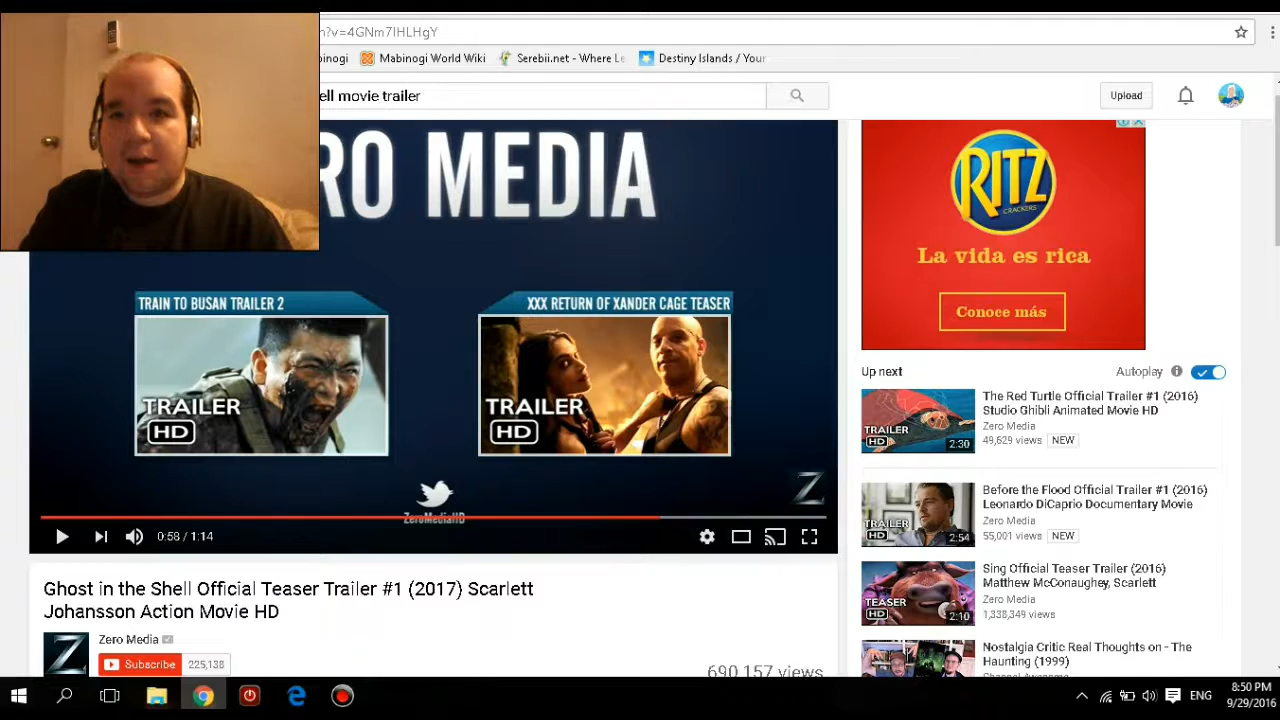 n?v=4GNm7IHLHgY
nogi
Mabinogi World Wiki
Serebii.net - Where Le
Destiny Islands / Your
ell movie trailer
Upload
RO MEDIA
TRAIN TO BUSAN TRAILER 2
TRAILER
HD
XXX RETURN OF XANDER CAGE TEASER
TRAILER
HD
ZeroMediaHD
Z
0:58 / 1:14
Ghost in the Shell Official Teaser Trailer #1 (2017) Scarlett
Johansson Action Movie HD
Z
Zero Media
Subscribe
225,138
690,157 views
RITZ
CRACKERS
La vida es rica
Conoce más
Up next
Autoplay
TRAILER
HD
2:30
The Red Turtle Official Trailer #1 (2016)
Studio Ghibli Animated Movie HD
Zero Media
49,629 views
NEW
TRAILER
HD
2:54
Before the Flood Official Trailer #1 (2016)
Leonardo DiCaprio Documentary Movie
Zero Media
55,001 views
NEW
TEASER
HD
2:10
Sing Official Teaser Trailer (2016)
Matthew McConaughey, Scarlett
Zero Media
1,338,349 views
Nostalgia Critic Real Thoughts on - The
Haunting (1999)
ENG
8:50 PM
9/29/2016